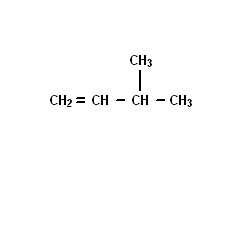 CH₃
CH₂ = CH – CH – CH₃